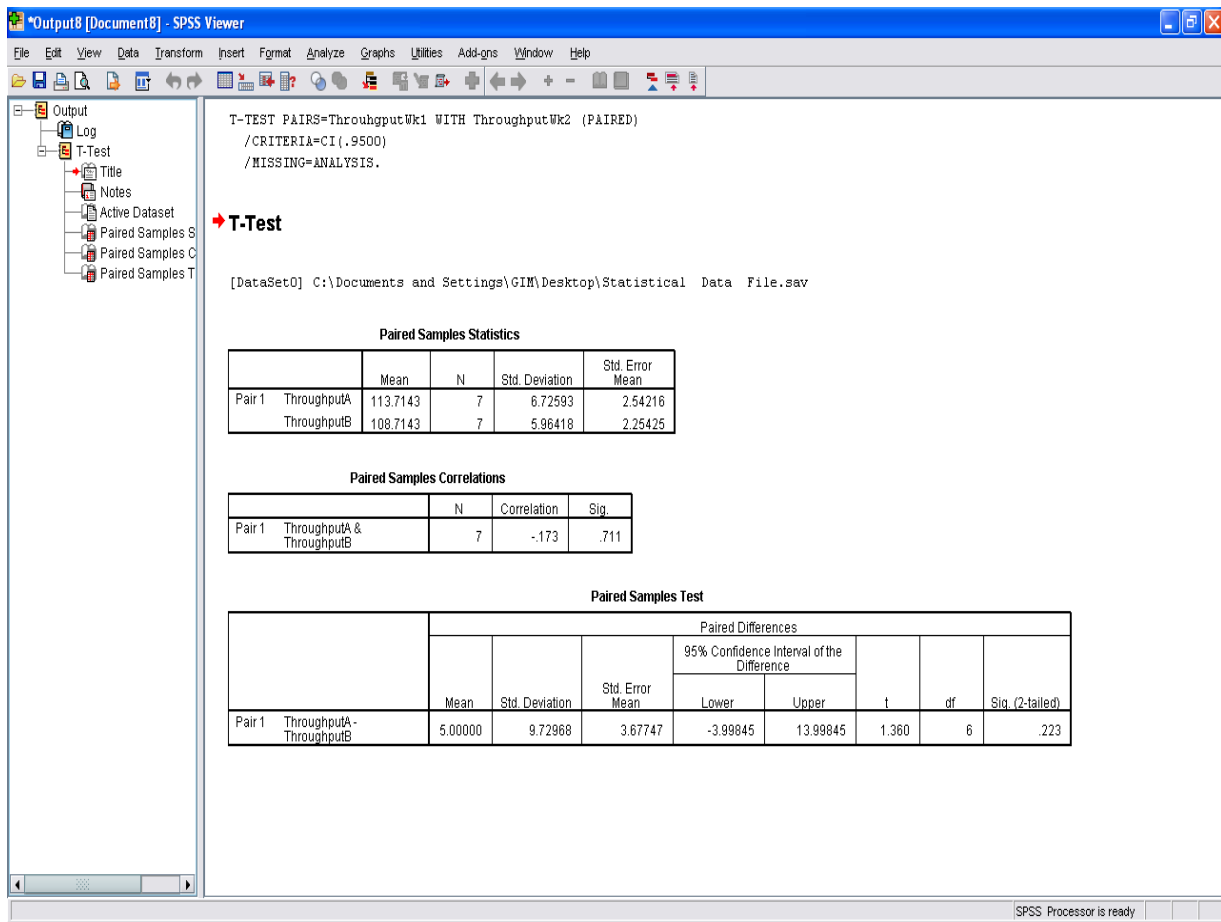 *Output8 [Document8] - SPSS Viewer
File Edit View Data Transform Insert Format Analyze Graphs Utilities Add-ons Window Help
Output
Log
T-Test
Title
Notes
Active Dataset
Paired Samples S
Paired Samples C
Paired Samples T
T-TEST PAIRS=ThrouhgputWk1 WITH ThroughputWk2 (PAIRED)
/CRITERIA=CI(.9500)
/MISSING=ANALYSIS.
T-Test
[DataSet0] C:\Documents and Settings\GIM\Desktop\Statistical Data File.sav
Paired Samples Statistics
Mean N Std. Deviation Std. Error Mean
Pair 1 ThroughputA 113.7143 7 6.72593 2.54216
ThroughputB 108.7143 7 5.96418 2.25425
Paired Samples Correlations
N Correlation Sig.
Pair 1 ThroughputA & ThroughputB 7 -.173 .711
Paired Samples Test
Paired Differences
95% Confidence Interval of the Difference
Mean Std. Deviation Std. Error Mean Lower Upper t df Sig. (2-tailed)
Pair 1 ThroughputA - ThroughputB 5.00000 9.72968 3.67747 -3.99845 13.99845 1.360 6 .223
SPSS Processor is ready